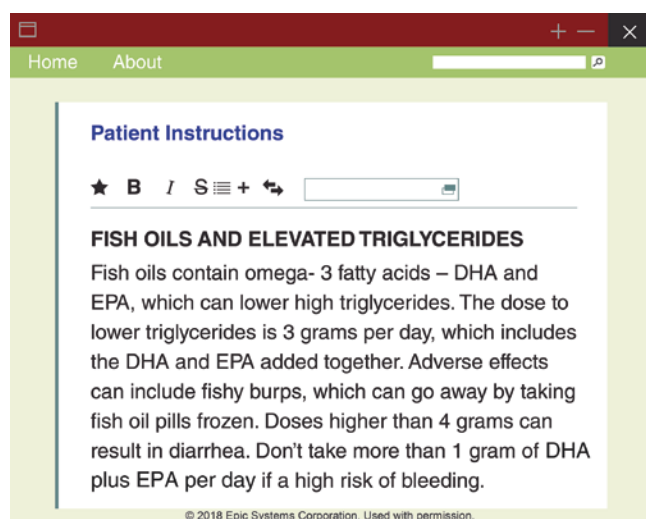 Home About
Patient Instructions
B I S
FISH OILS AND ELEVATED TRIGLYCERIDES
Fish oils contain omega- 3 fatty acids – DHA and
EPA, which can lower high triglycerides. The dose to
lower triglycerides is 3 grams per day, which includes
the DHA and EPA added together. Adverse effects
can include fishy burps, which can go away by taking
fish oil pills frozen. Doses higher than 4 grams can
result in diarrhea. Don’t take more than 1 gram of DHA
plus EPA per day if a high risk of bleeding.
© 2018 Epic Systems Corporation. Used with permission.